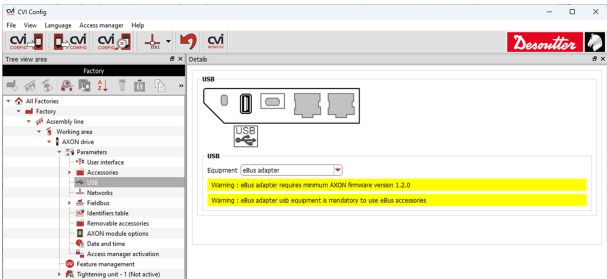 CVI Config
File View Language Access manager Help
CVI CONFIG CVI CVI CONFIG CVI MONITOR
Desoutter
Tree view area
Details
Factory
All Factories
Factory
Assembly line
Working area
AXON drive
Parameters
User interface
Accessories
USB
Networks
Fieldbus
Identifiers table
Removable accessories
AXON module options
Date and time
Access manager activation
Feature management
Tightening unit - 1 (Not active)
USB
USB
USB
Equipment eBus adapter
Warning : eBus adapter requires minimum AXON firmware version 1.2.0
Warning : eBus adapter usb equipment is mandatory to use eBus accessories